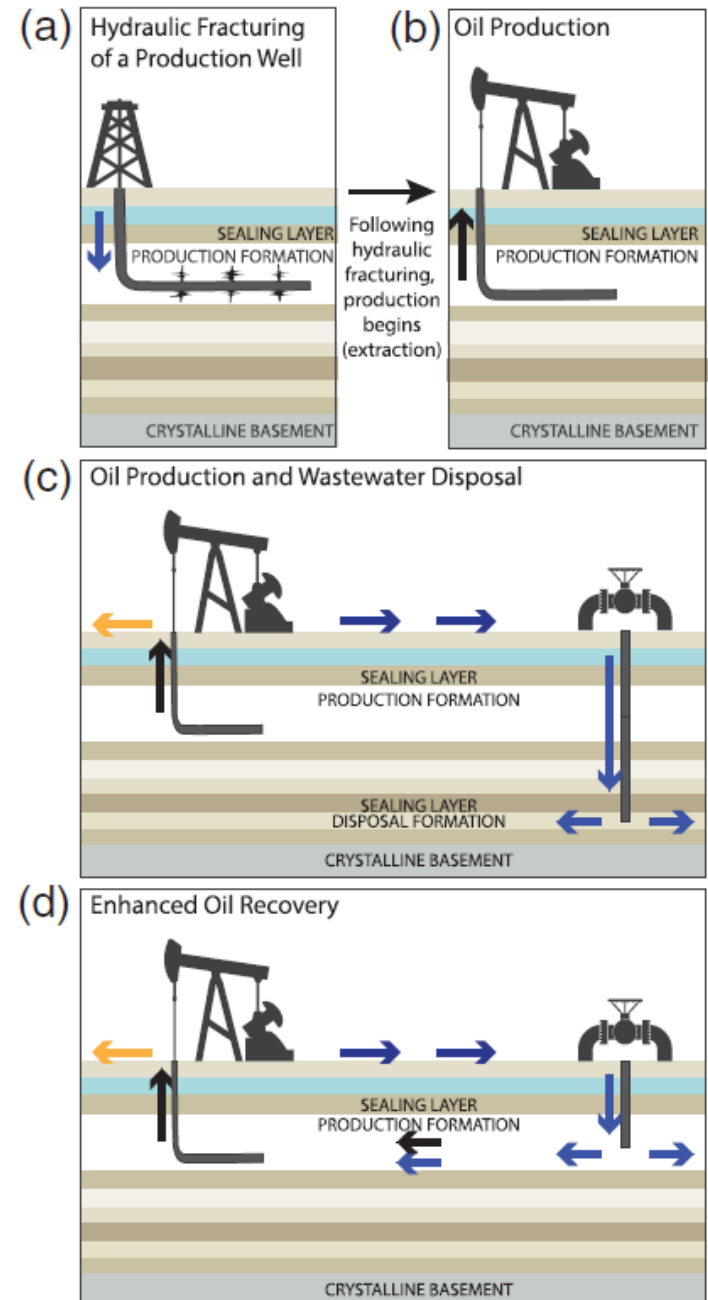 (a)
Hydraulic Fracturing
of a Production Well
SEALING LAYER
PRODUCTION FORMATION
CRYSTALLINE BASEMENT
Following
hydraulic
fracturing,
production
begins
(extraction)
(b)
Oil Production
SEALING LAYER
PRODUCTION FORMATION
CRYSTALLINE BASEMENT
(c)
Oil Production and Wastewater Disposal
SEALING LAYER
PRODUCTION FORMATION
SEALING LAYER
DISPOSAL FORMATION
CRYSTALLINE BASEMENT
(d)
Enhanced Oil Recovery
SEALING LAYER
PRODUCTION FORMATION
CRYSTALLINE BASEMENT